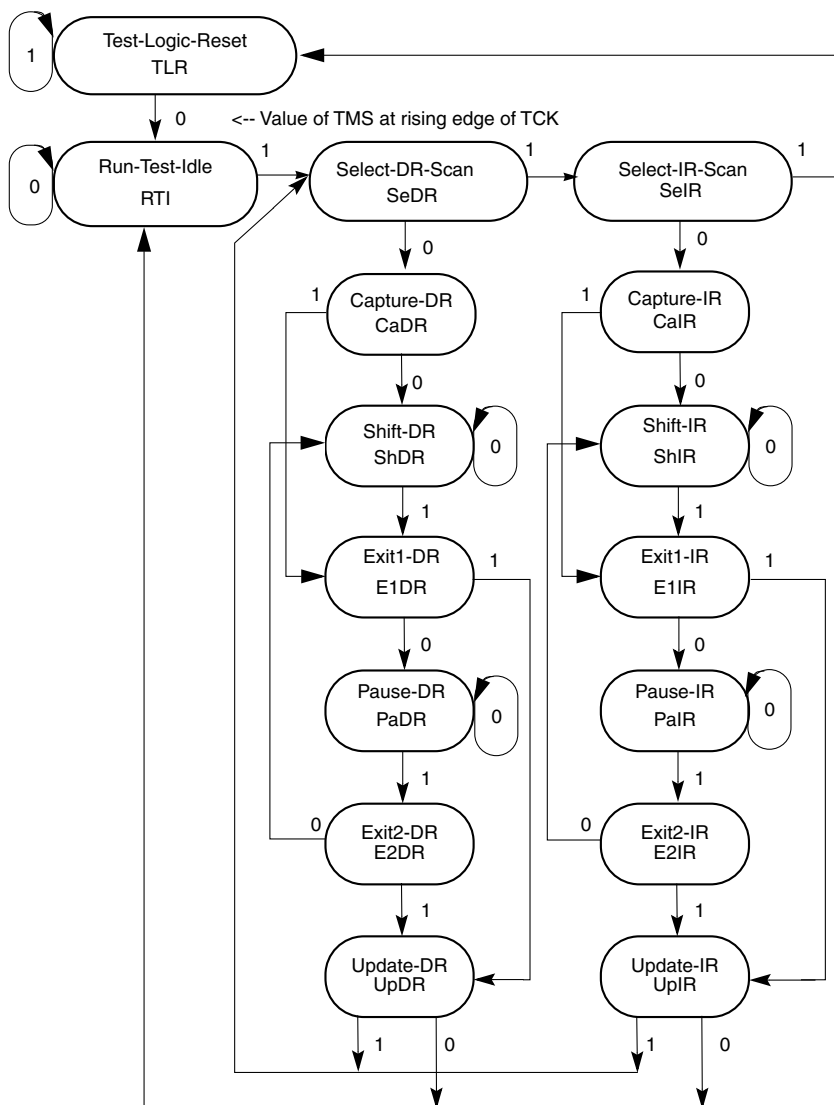 Test-Logic-Reset
TLR
1
0
<-- Value of TMS at rising edge of TCK
Run-Test-Idle
RTI
0
1
Select-DR-Scan
SeDR
1
Select-IR-Scan
SeIR
1
0
0
1
Capture-DR
CaDR
1
Capture-IR
CaIR
0
0
Shift-DR
ShDR
0
Shift-IR
ShIR
0
1
1
Exit1-DR
E1DR
1
Exit1-IR
E1IR
1
0
0
Pause-DR
PaDR
0
Pause-IR
PaIR
0
1
1
0
Exit2-DR
E2DR
0
Exit2-IR
E2IR
1
1
Update-DR
UpDR
Update-IR
UpIR
1
0
1
0